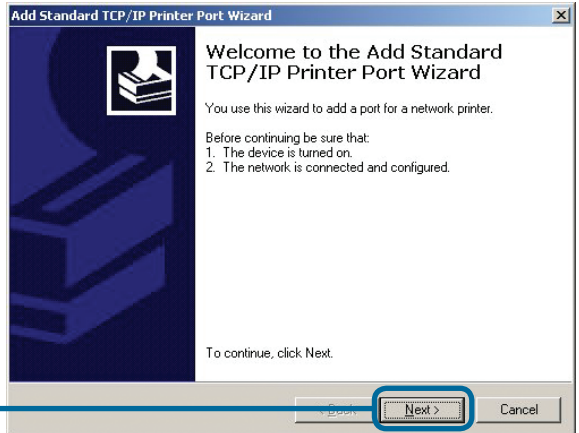 Add Standard TCP/IP Printer Port Wizard
Welcome to the Add Standard
TCP/IP Printer Port Wizard
You use this wizard to add a port for a network printer.
Before continuing be sure that:
1. The device is turned on.
2. The network is connected and configured.
To continue, click Next.
< Back
Next >
Cancel